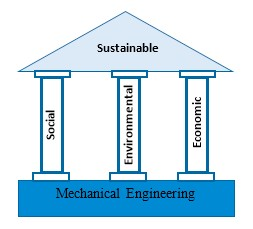 Sustainable
Social
Environmental
Economic
Mechanical Engineering